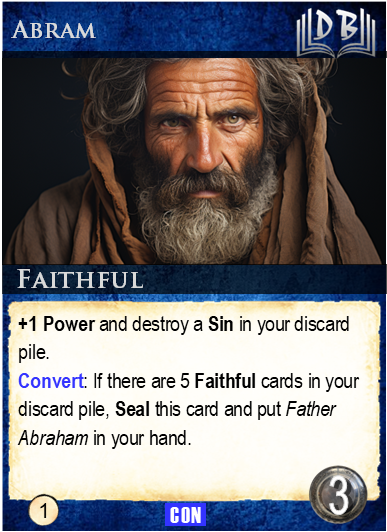 ABRAM
DB
FAITHFUL
+1 Power and destroy a Sin in your discard
pile.
Convert: If there are 5 Faithful cards in your
discard pile, Seal this card and put Father
Abraham in your hand.
1
CON
3